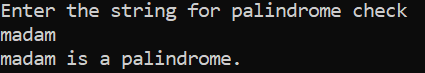 Enter the string for palindrome check
madam
madam is a palindrome.